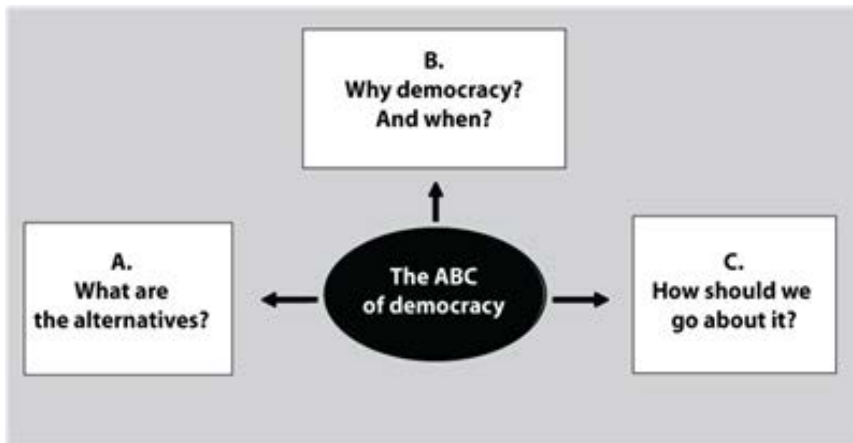 B.
Why democracy?
And when?
A.
What are
the alternatives?
The ABC
of democracy
C.
How should we
go about it?